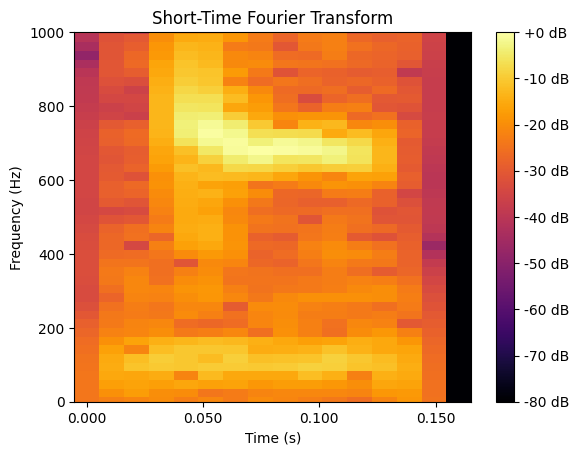 Short-Time Fourier Transform
1000
800
600
400
200
0
Frequency (Hz)
0.000
0.050
0.100
0.150
Time (s)
+0 dB
-10 dB
-20 dB
-30 dB
-40 dB
-50 dB
-60 dB
-70 dB
-80 dB